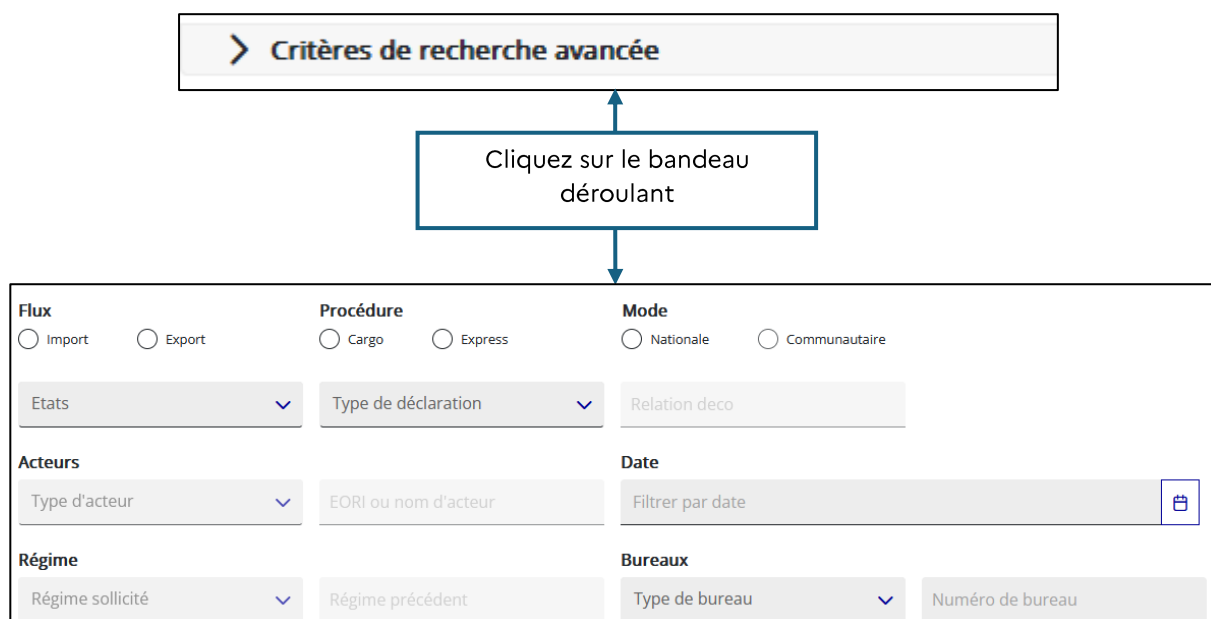 Critères de recherche avancée
Cliquez sur le bandeau
déroulant
Flux Procédure Mode
Import Export Cargo Express Nationale Communautaire
Etats Type de déclaration Relation deco
Acteurs Date
Type d'acteur EORI ou nom d'acteur Filtrer par date
Régime Bureaux
Régime sollicité Régime précédent Type de bureau Numéro de bureau